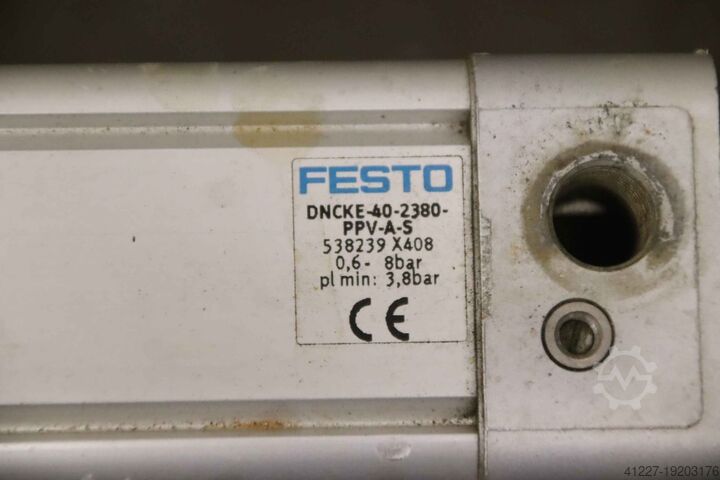 FESTO
DNCKE-40-2380-
PPV-A-S
538239 X408
0,6- 8bar
pl min: 3,8bar
CE
41227-19203176